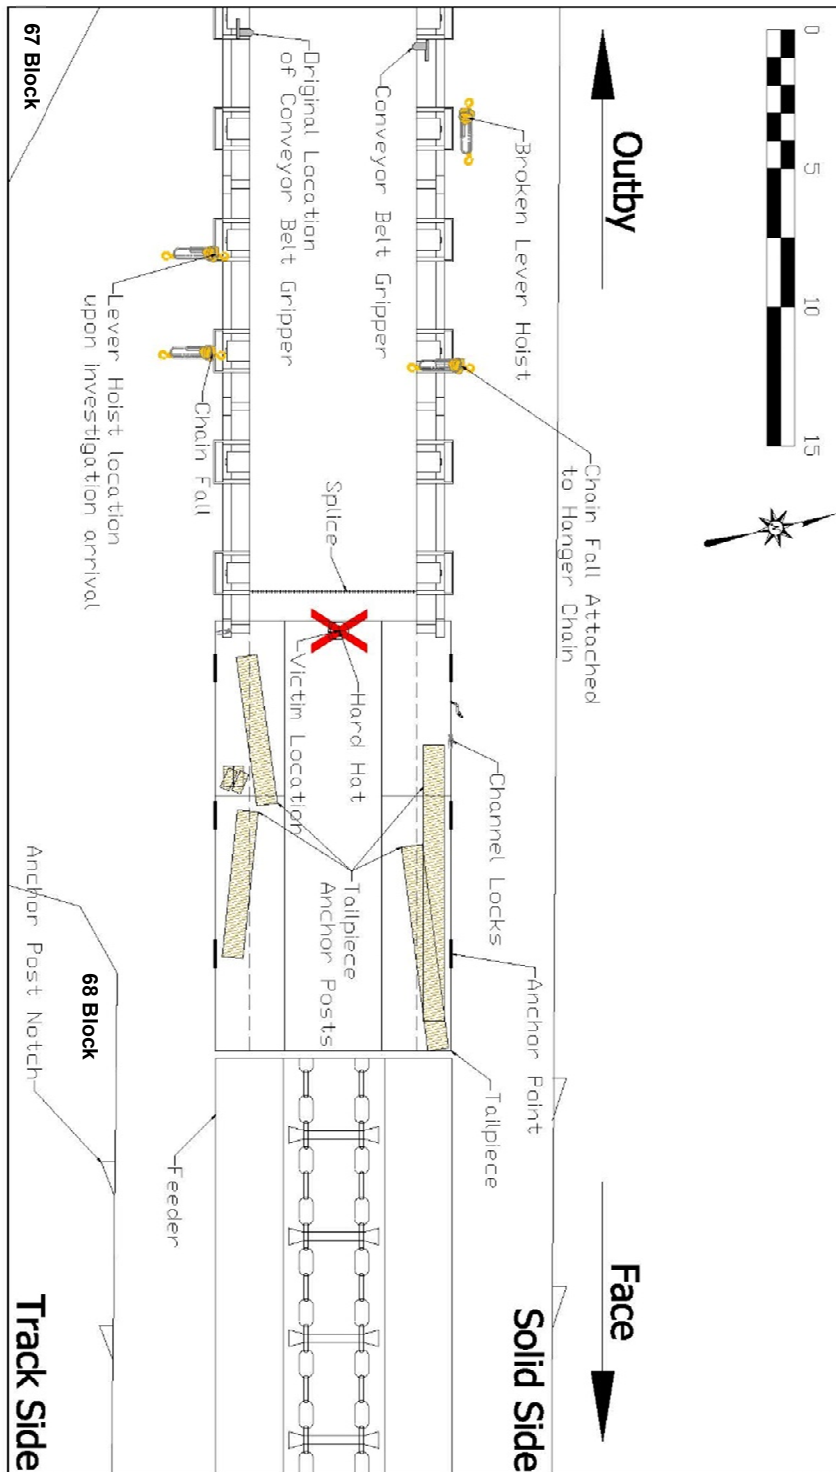 0
5
10
15
Outby
Face
Solid Side
Track Side
Broken Lever Hoist
Chain Fall Attached
to Hanger Chain
Conveyor Belt Gripper
Original Location
of Conveyor Belt Gripper
67 Block
Lever Hoist location
upon investigation arrival
Chain Fall
Splice
Hard Hat
Victim Location
Channel Locks
Tailpiece
Anchor Posts
Anchor Point
Tailpiece
Feeder
68 Block
Anchor Post Notch